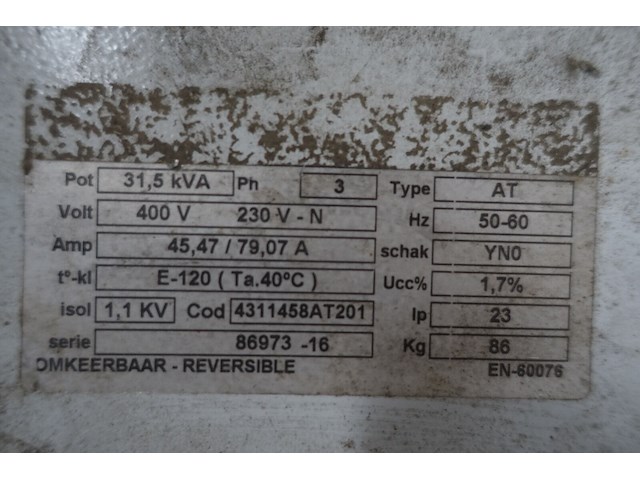 Pot 31,5 kVA Ph 3 Type AT
Volt 400 V 230 V - N Hz 50-60
Amp 45,47 / 79,07 A schak YN0
t°-kl E-120 ( Ta.40ºC ) Ucc% 1,7%
isol 1,1 KV Cod 4311458AT201 Ip 23
serie 86973 -16 Kg 86
OMKEERBAAR - REVERSIBLE EN-60076